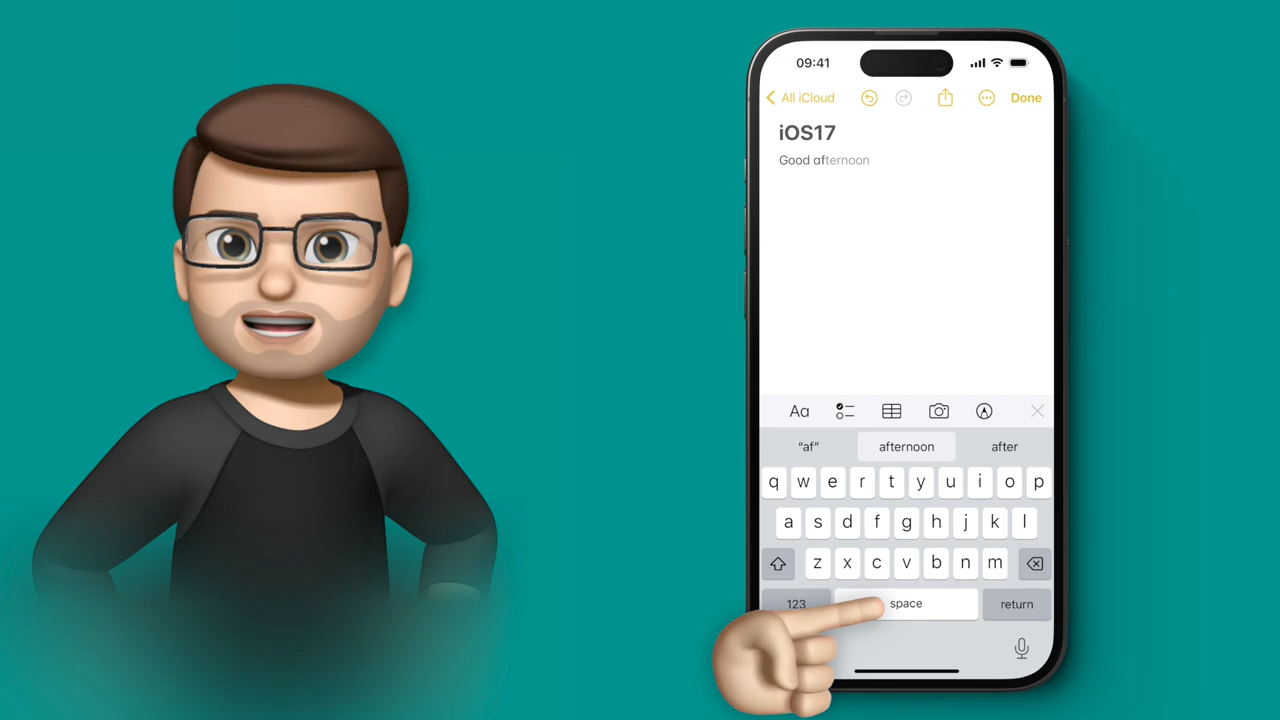 09:41
All iCloud Done
iOS17
Good afternoon
Aa
“af” afternoon after
q w e r t y u i o p
a s d f g h j k l
z x c v b n m
123 space return